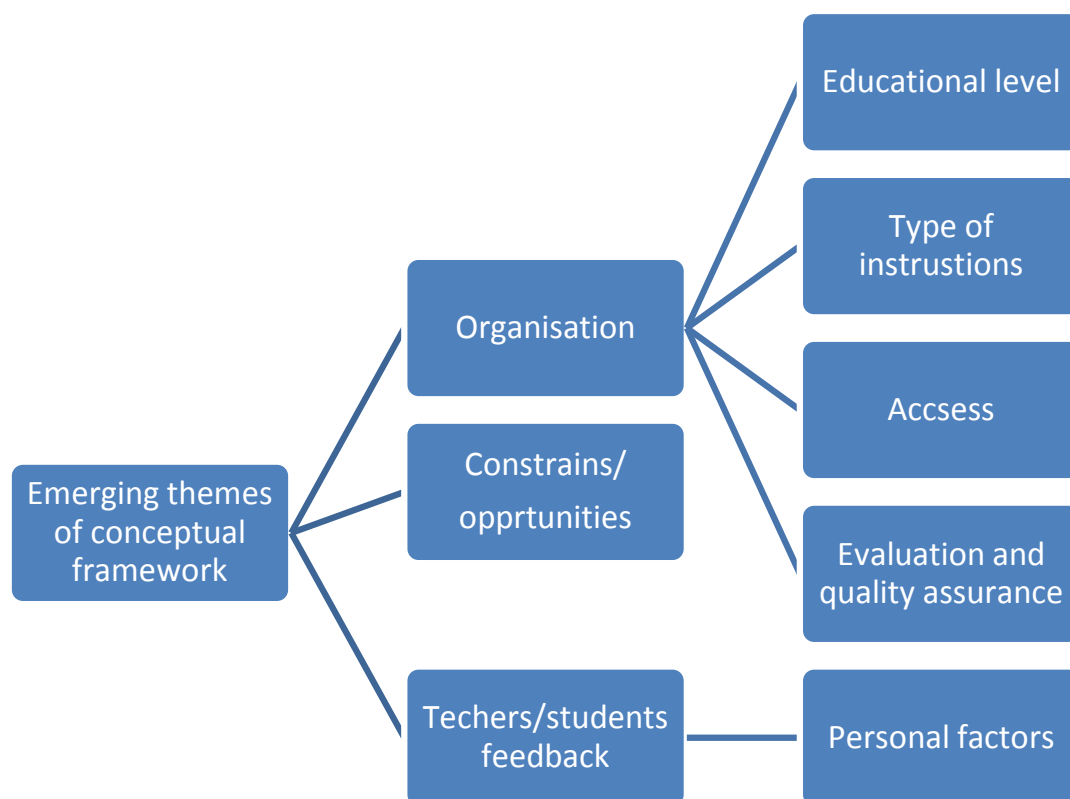 Emerging themes
of conceptual
framework
Organisation
Constrains/
opprtunities
Techers/students
feedback
Educational level
Type of
instrustions
Accsess
Evaluation and
quality assurance
Personal factors